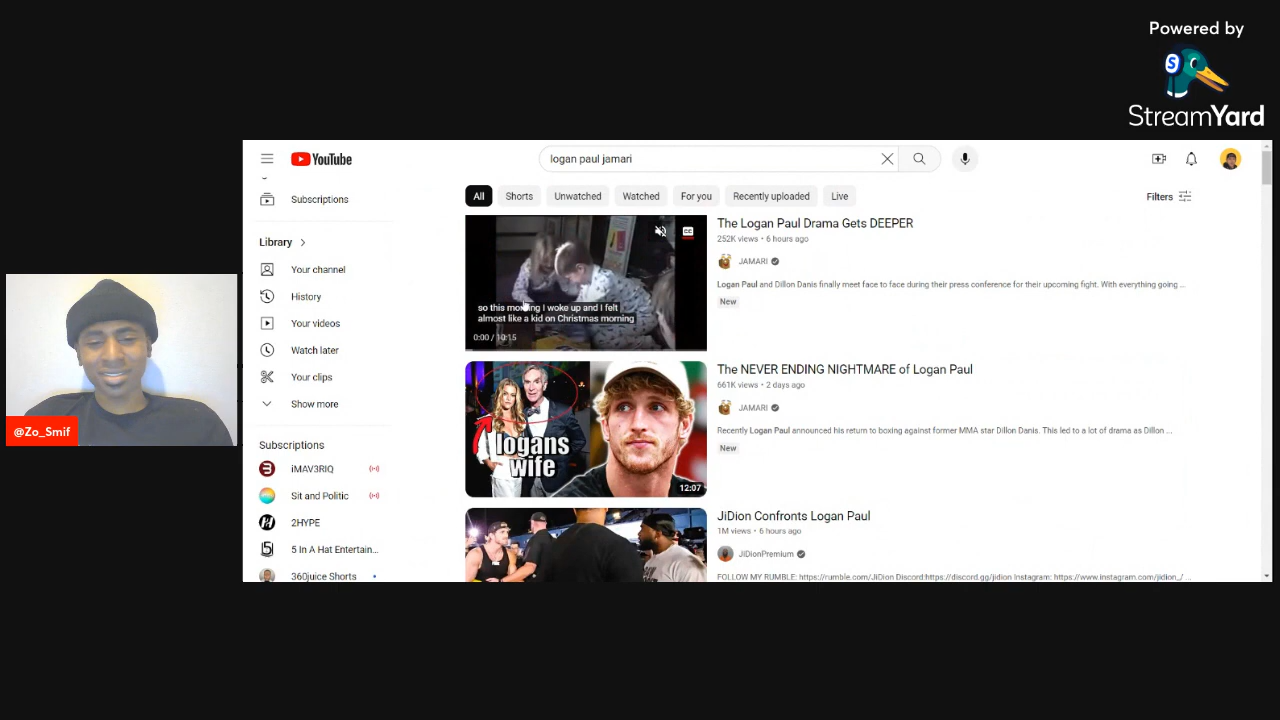 Powered by
StreamYard
YouTube
logan paul jamari
Subscriptions
All
Shorts
Unwatched
Watched
For you
Recently uploaded
Live
Filters
Library
Your channel
History
Your videos
Watch later
Your clips
Show more
Subscriptions
iMAV3RIQ
Sit and Politic
2HYPE
5 In A Hat Entertain...
360juice Shorts
@Zo_Smif
CC
so this morning I woke up and I felt
almost like a kid on Christmas morning
0:00 / 10:15
The Logan Paul Drama Gets DEEPER
252K views • 6 hours ago
JAMARI
Logan Paul and Dillon Danis finally meet face to face during their press conference for their upcoming fight. With everything going ...
New
logans
wife
12:07
The NEVER ENDING NIGHTMARE of Logan Paul
661K views • 2 days ago
JAMARI
Recently Logan Paul announced his return to boxing against former MMA star Dillon Danis. This led to a lot of drama as Dillon ...
New
JiDion Confronts Logan Paul
1M views • 6 hours ago
JiDionPremium
FOLLOW MY RUMBLE: https://rumble.com/JiDion Discord:https://discord.gg/jidion Instagram: https://www.instagram.com/jidion_/ ...